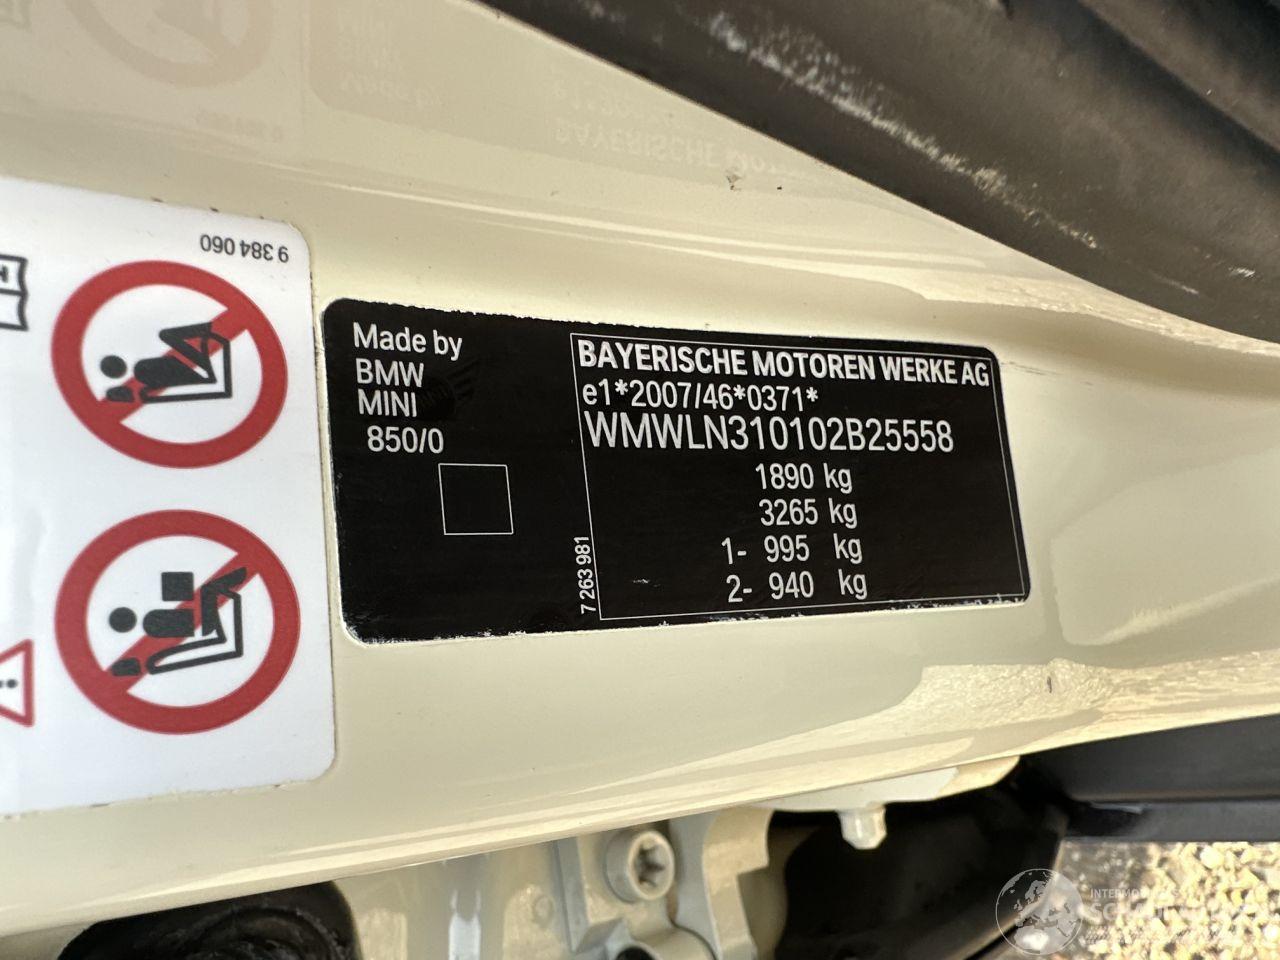 9 384 060
Made by
BMW
MINI
850/0
BAYERISCHE MOTOREN WERKE AG
e1*2007/46*0371*
WMWLN310102B25558
1890 kg
3265 kg
1- 995 kg
2- 940 kg
7 263 981